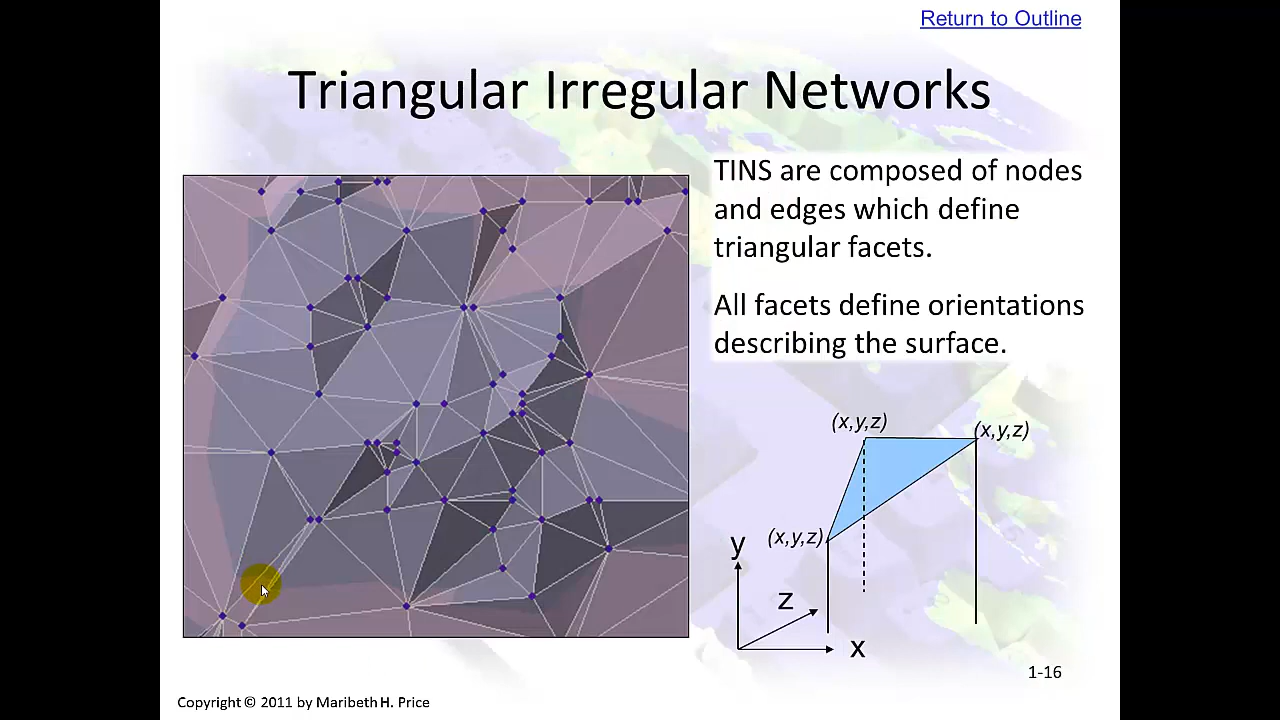 Return to Outline
Triangular Irregular Networks
TINS are composed of nodes
and edges which define
triangular facets.
All facets define orientations
describing the surface.
(x,y,z)
(x,y,z)
(x,y,z)
y
z
x
1-16
Copyright © 2011 by Maribeth H. Price